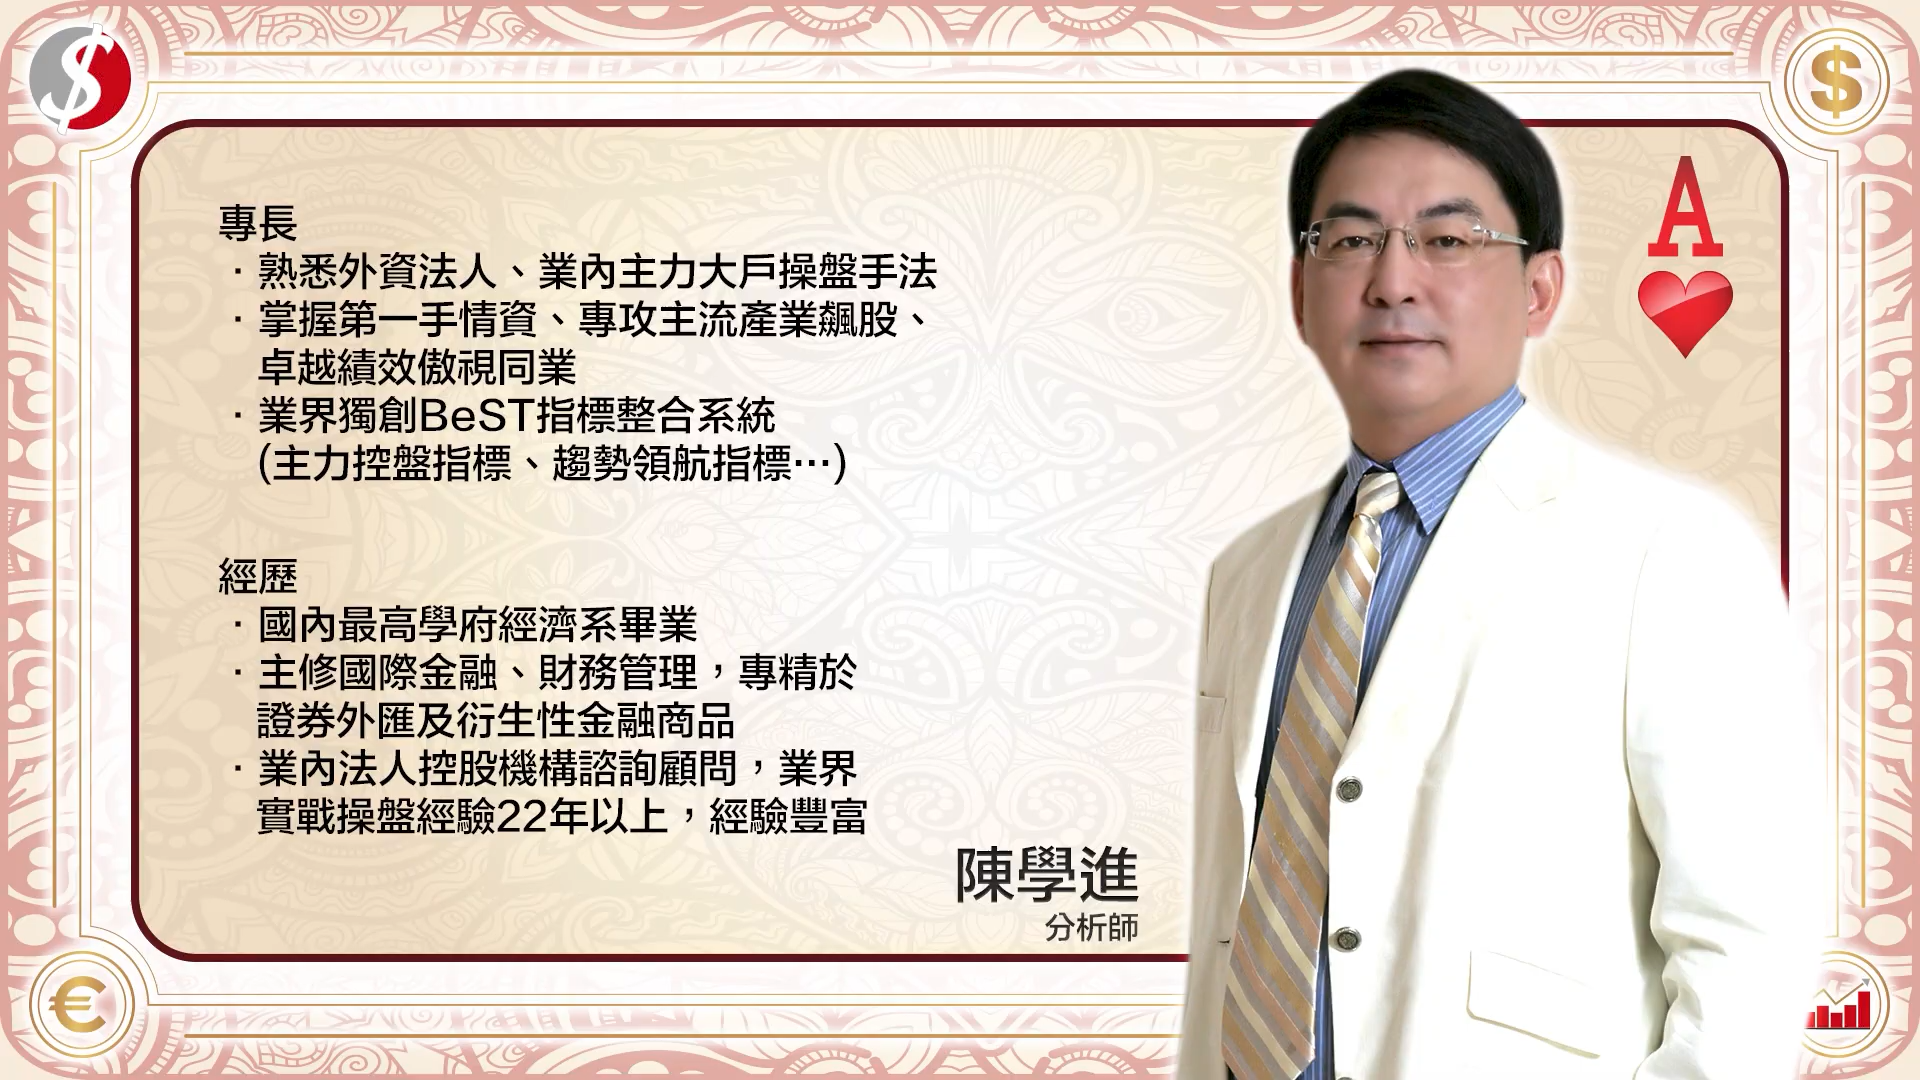 專長
·熟悉外資法人、業內主力大戶操盤手法
·掌握第一手情資、專攻主流產業飆股、
卓越績效傲視同業
·業界獨創BeST指標整合系統
(主力控盤指標、趨勢領航指標…)
經歷
·國內最高學府經濟系畢業
·主修國際金融、財務管理，專精於
證券外匯及衍生性金融商品
·業內法人控股機構諮詢顧問，業界
實戰操盤經驗22年以上，經驗豐富
陳學進
分析師
A
$
$
€